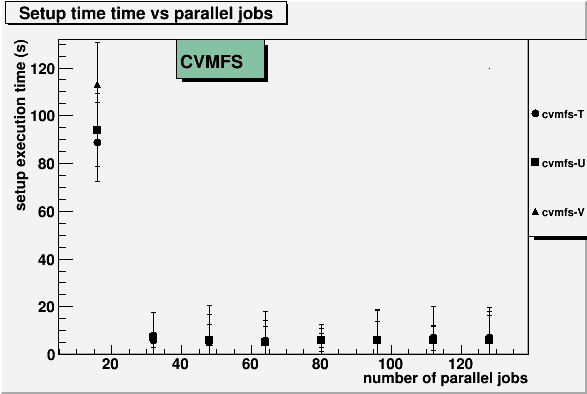 Setup time time vs parallel jobs
CVMFS
setup execution time (s)
120
100
80
60
40
20
0
20 40 60 80 100 120
number of parallel jobs
cvmfs-T
cvmfs-U
cvmfs-V